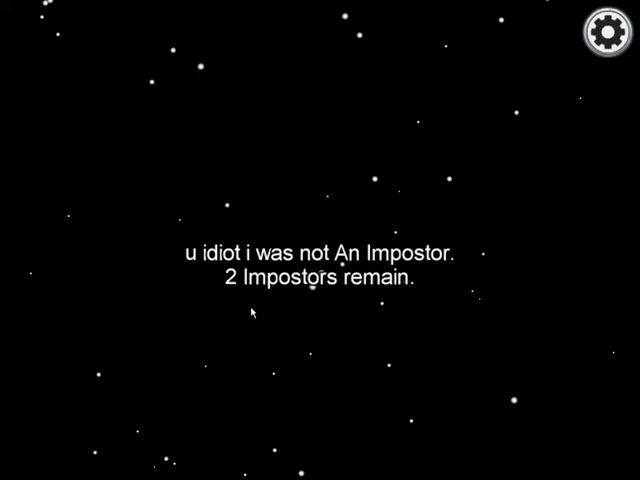 u idiot i was not An Impostor.
2 Impostors remain.